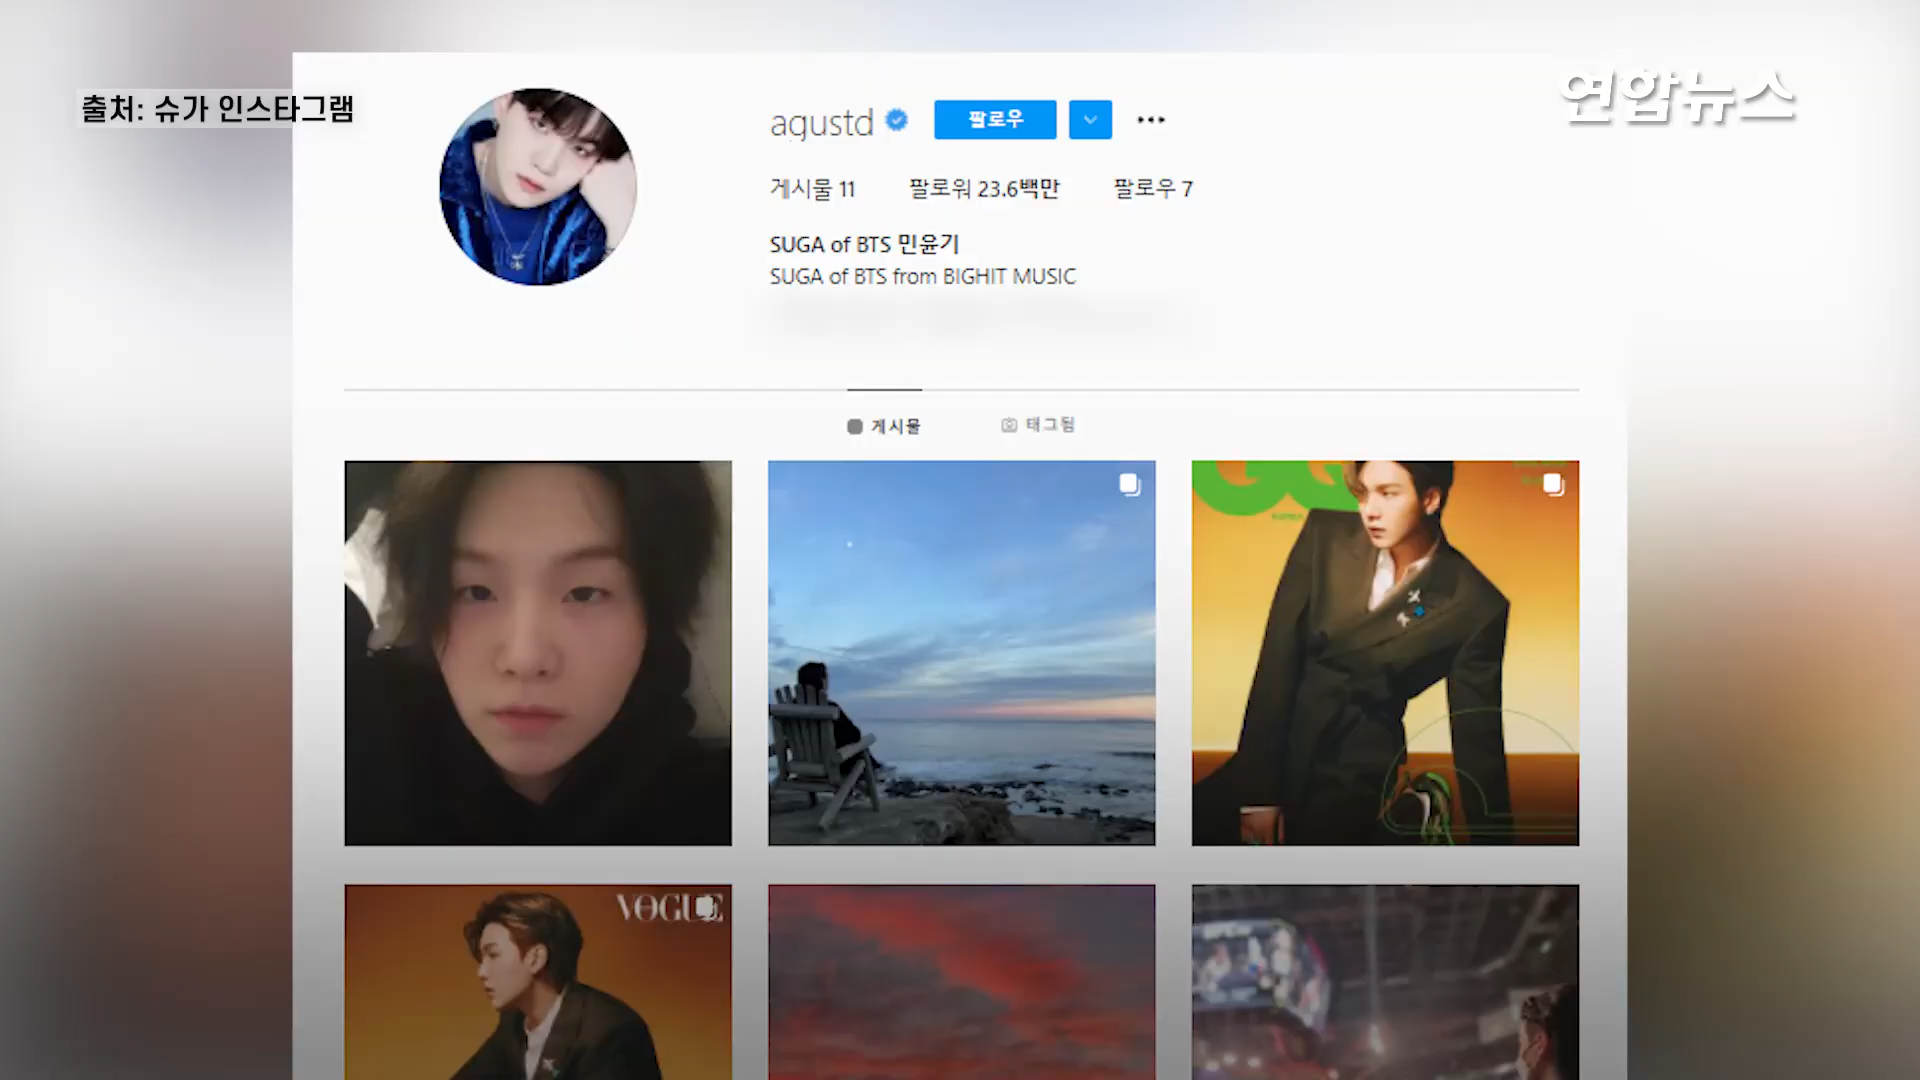 출처: 슈가 인스타그램
연합뉴스
agustd
팔로우
게시물 11 팔로워 23.6백만 팔로우 7
SUGA of BTS 민윤기
SUGA of BTS from BIGHIT MUSIC
게시물
태그됨
GQ
KOREA
VOGUE